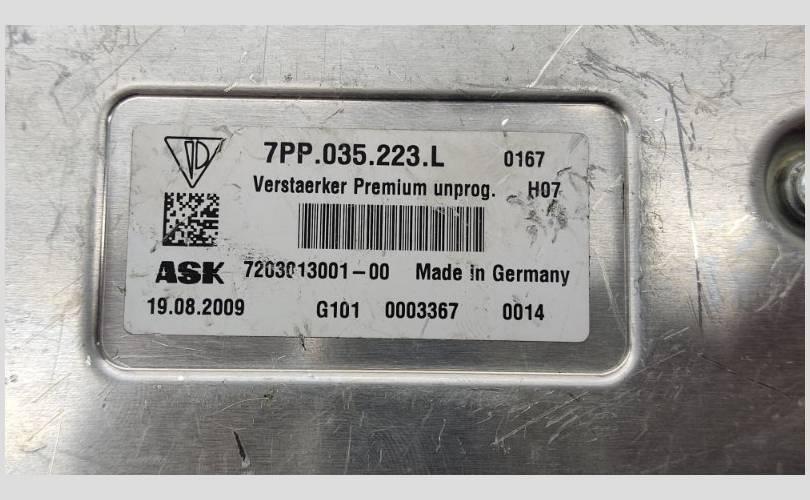 7PP.035.223.L 0167
Verstaerker Premium unprog. H07
ASK 7203013001-00 Made in Germany
19.08.2009 G101 0003367 0014